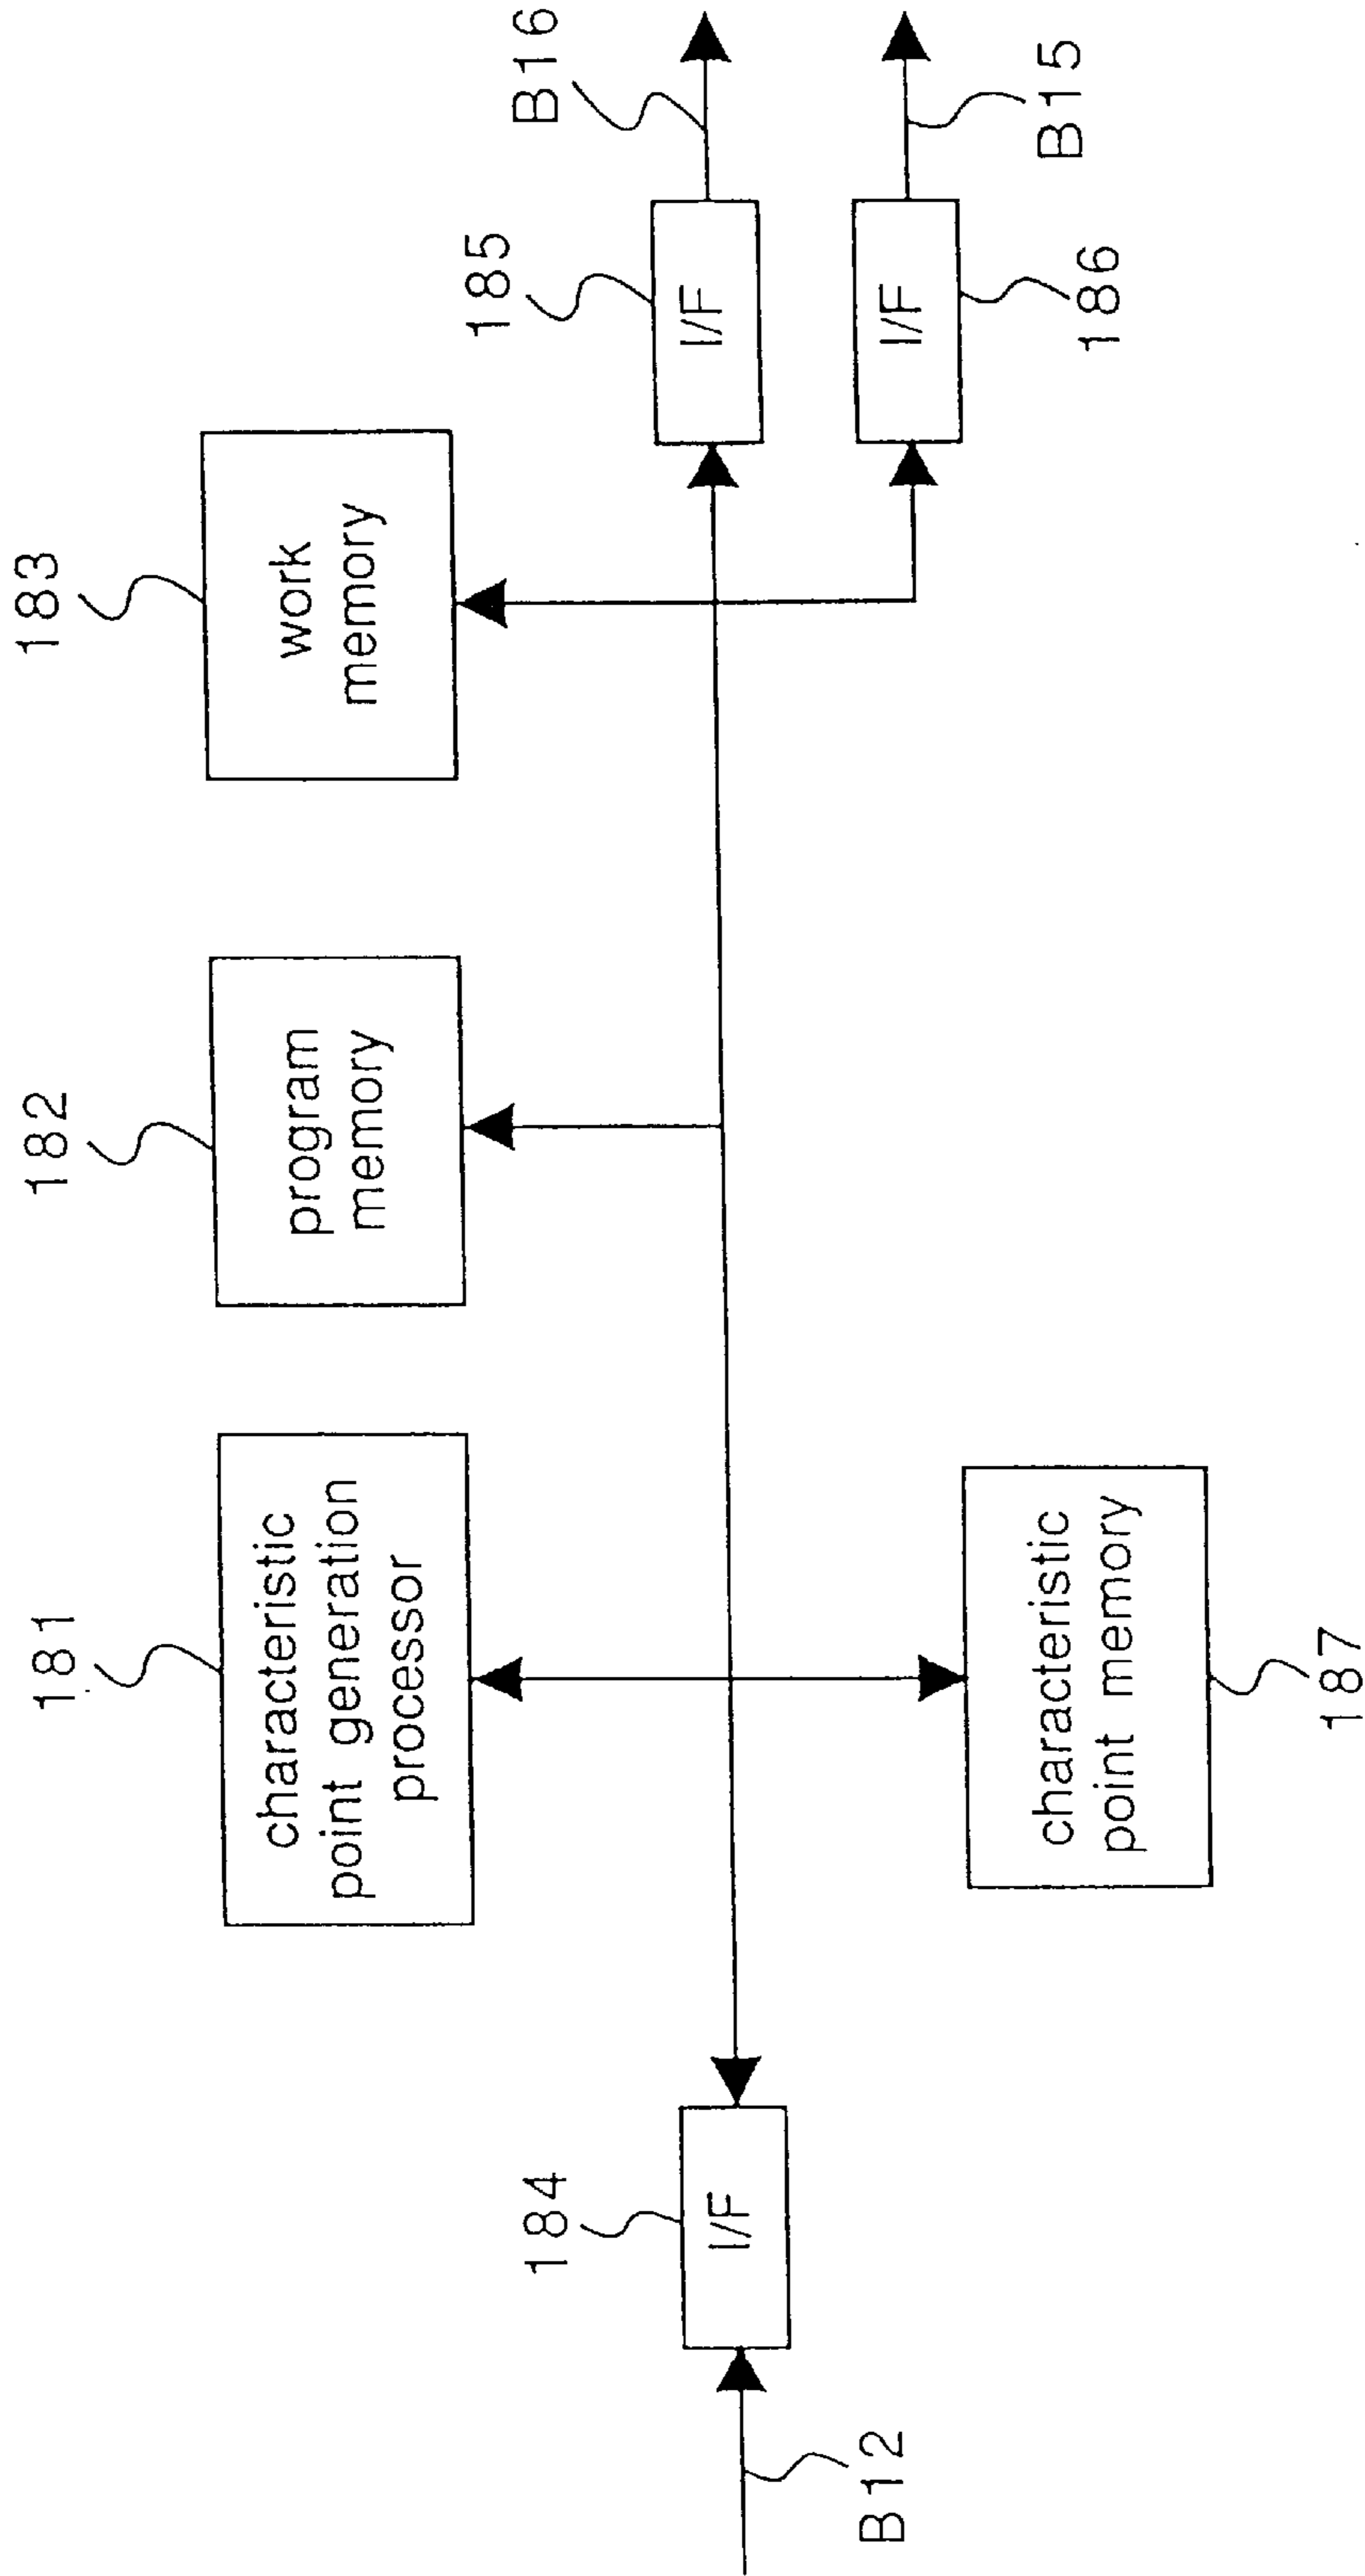 181
characteristic
point generation
processor
182
program
memory
183
work
memory
184
I/F
B12
185
I/F
B16
186
I/F
B15
characteristic
point memory
187